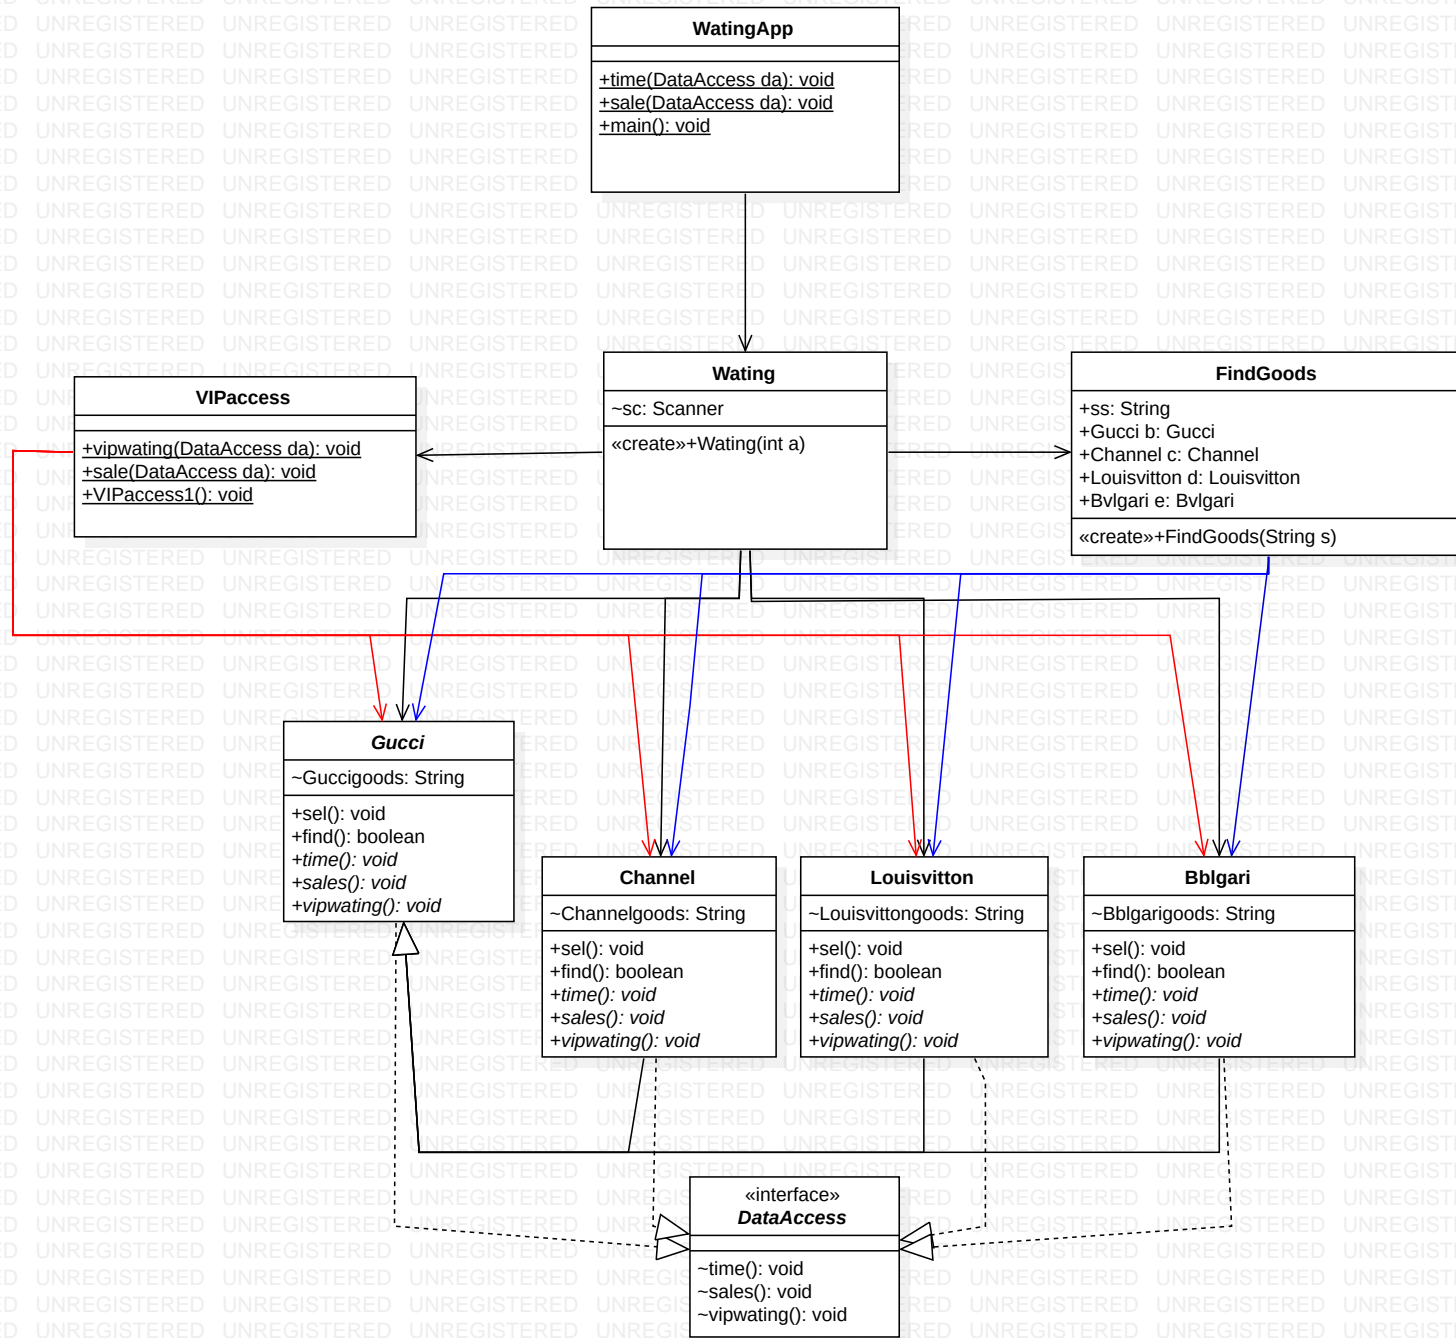 WatingApp
+time(DataAccess da): void
+sale(DataAccess da): void
+main(): void
VIPaccess
+vipwating(DataAccess da): void
+sale(DataAccess da): void
+VIPaccess1(): void
Wating
~sc: Scanner
«create»+Wating(int a)
FindGoods
+ss: String
+Gucci b: Gucci
+Channel c: Channel
+Louisvitton d: Louisvitton
+Bvlgari e: Bvlgari
«create»+FindGoods(String s)
Gucci
~Guccigoods: String
+sel(): void
+find(): boolean
+time(): void
+sales(): void
+vipwating(): void
Channel
~Channelgoods: String
+sel(): void
+find(): boolean
+time(): void
+sales(): void
+vipwating(): void
Louisvitton
~Louisvittongoods: String
+sel(): void
+find(): boolean
+time(): void
+sales(): void
+vipwating(): void
Bblgari
~Bblgarigoods: String
+sel(): void
+find(): boolean
+time(): void
+sales(): void
+vipwating(): void
«interface»
DataAccess
~time(): void
~sales(): void
~vipwating(): void
UNREGISTERED